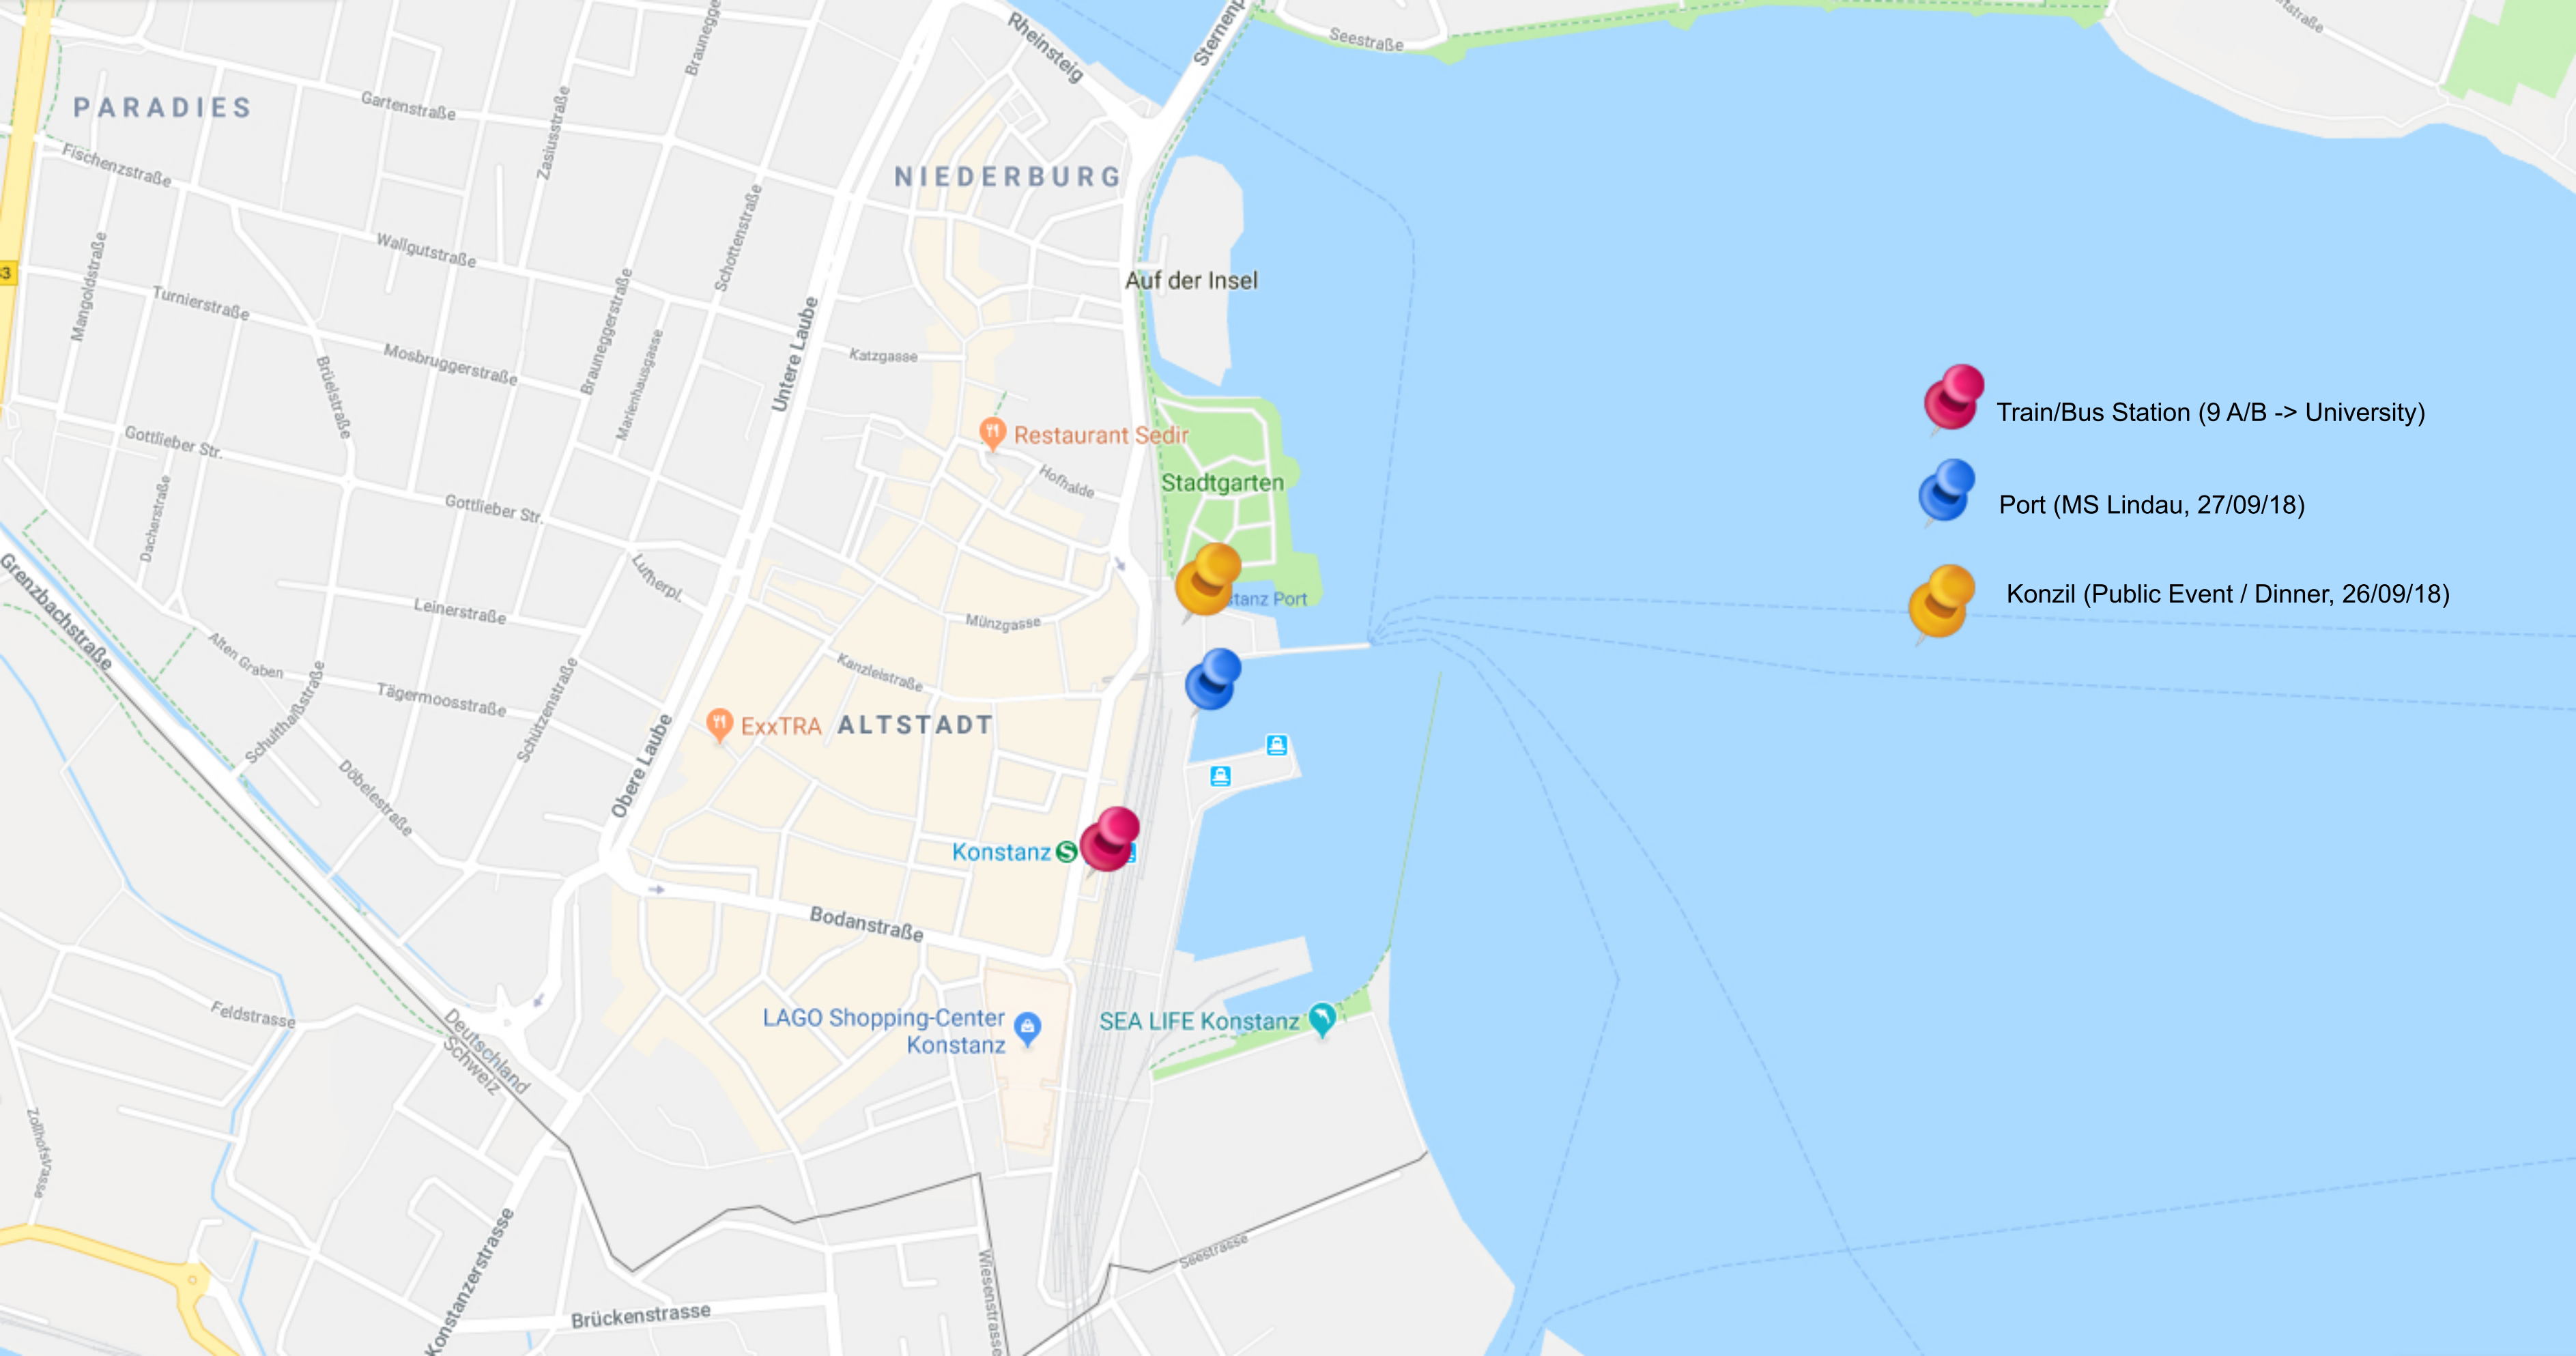 Rheinsteig
Seestraße
PARADIES
Gartenstraße
Zasiusstraße
Fischenzstraße
NIEDERBURG
Schottenstraße
Wallgutstraße
Mangoldstraße
3
Auf der Insel
Turnierstraße
Brauneggerstraße
Untere Laube
Mosbruggerstraße
Marienhausgasse
Katzgasse
Brüelstraße
Train/Bus Station (9 A/B -> University)
Restaurant Sedir
Gottlieber Str.
Hofhalde
Stadtgarten
Gottlieber Str.
Port (MS Lindau, 27/09/18)
Dacherstraße
Lutherpl.
Konzil (Public Event / Dinner, 26/09/18)
stanz Port
Grenzbachstraße
Leinerstraße
Münzgasse
Alten Graben
Kanzleistraße
Tägermoosstraße
Schulthaißstraße
Schützenstraße
ExxTRA
ALTSTADT
Obere Laube
Döbelestraße
Konstanz
S
Bodanstraße
Feldstrasse
LAGO Shopping-Center
Konstanz
SEA LIFE Konstanz
Deutschland
Schweiz
Zollhofstrasse
Konstanzerstrasse
Seestrasse
Wiesenstrasse
Brückenstrasse